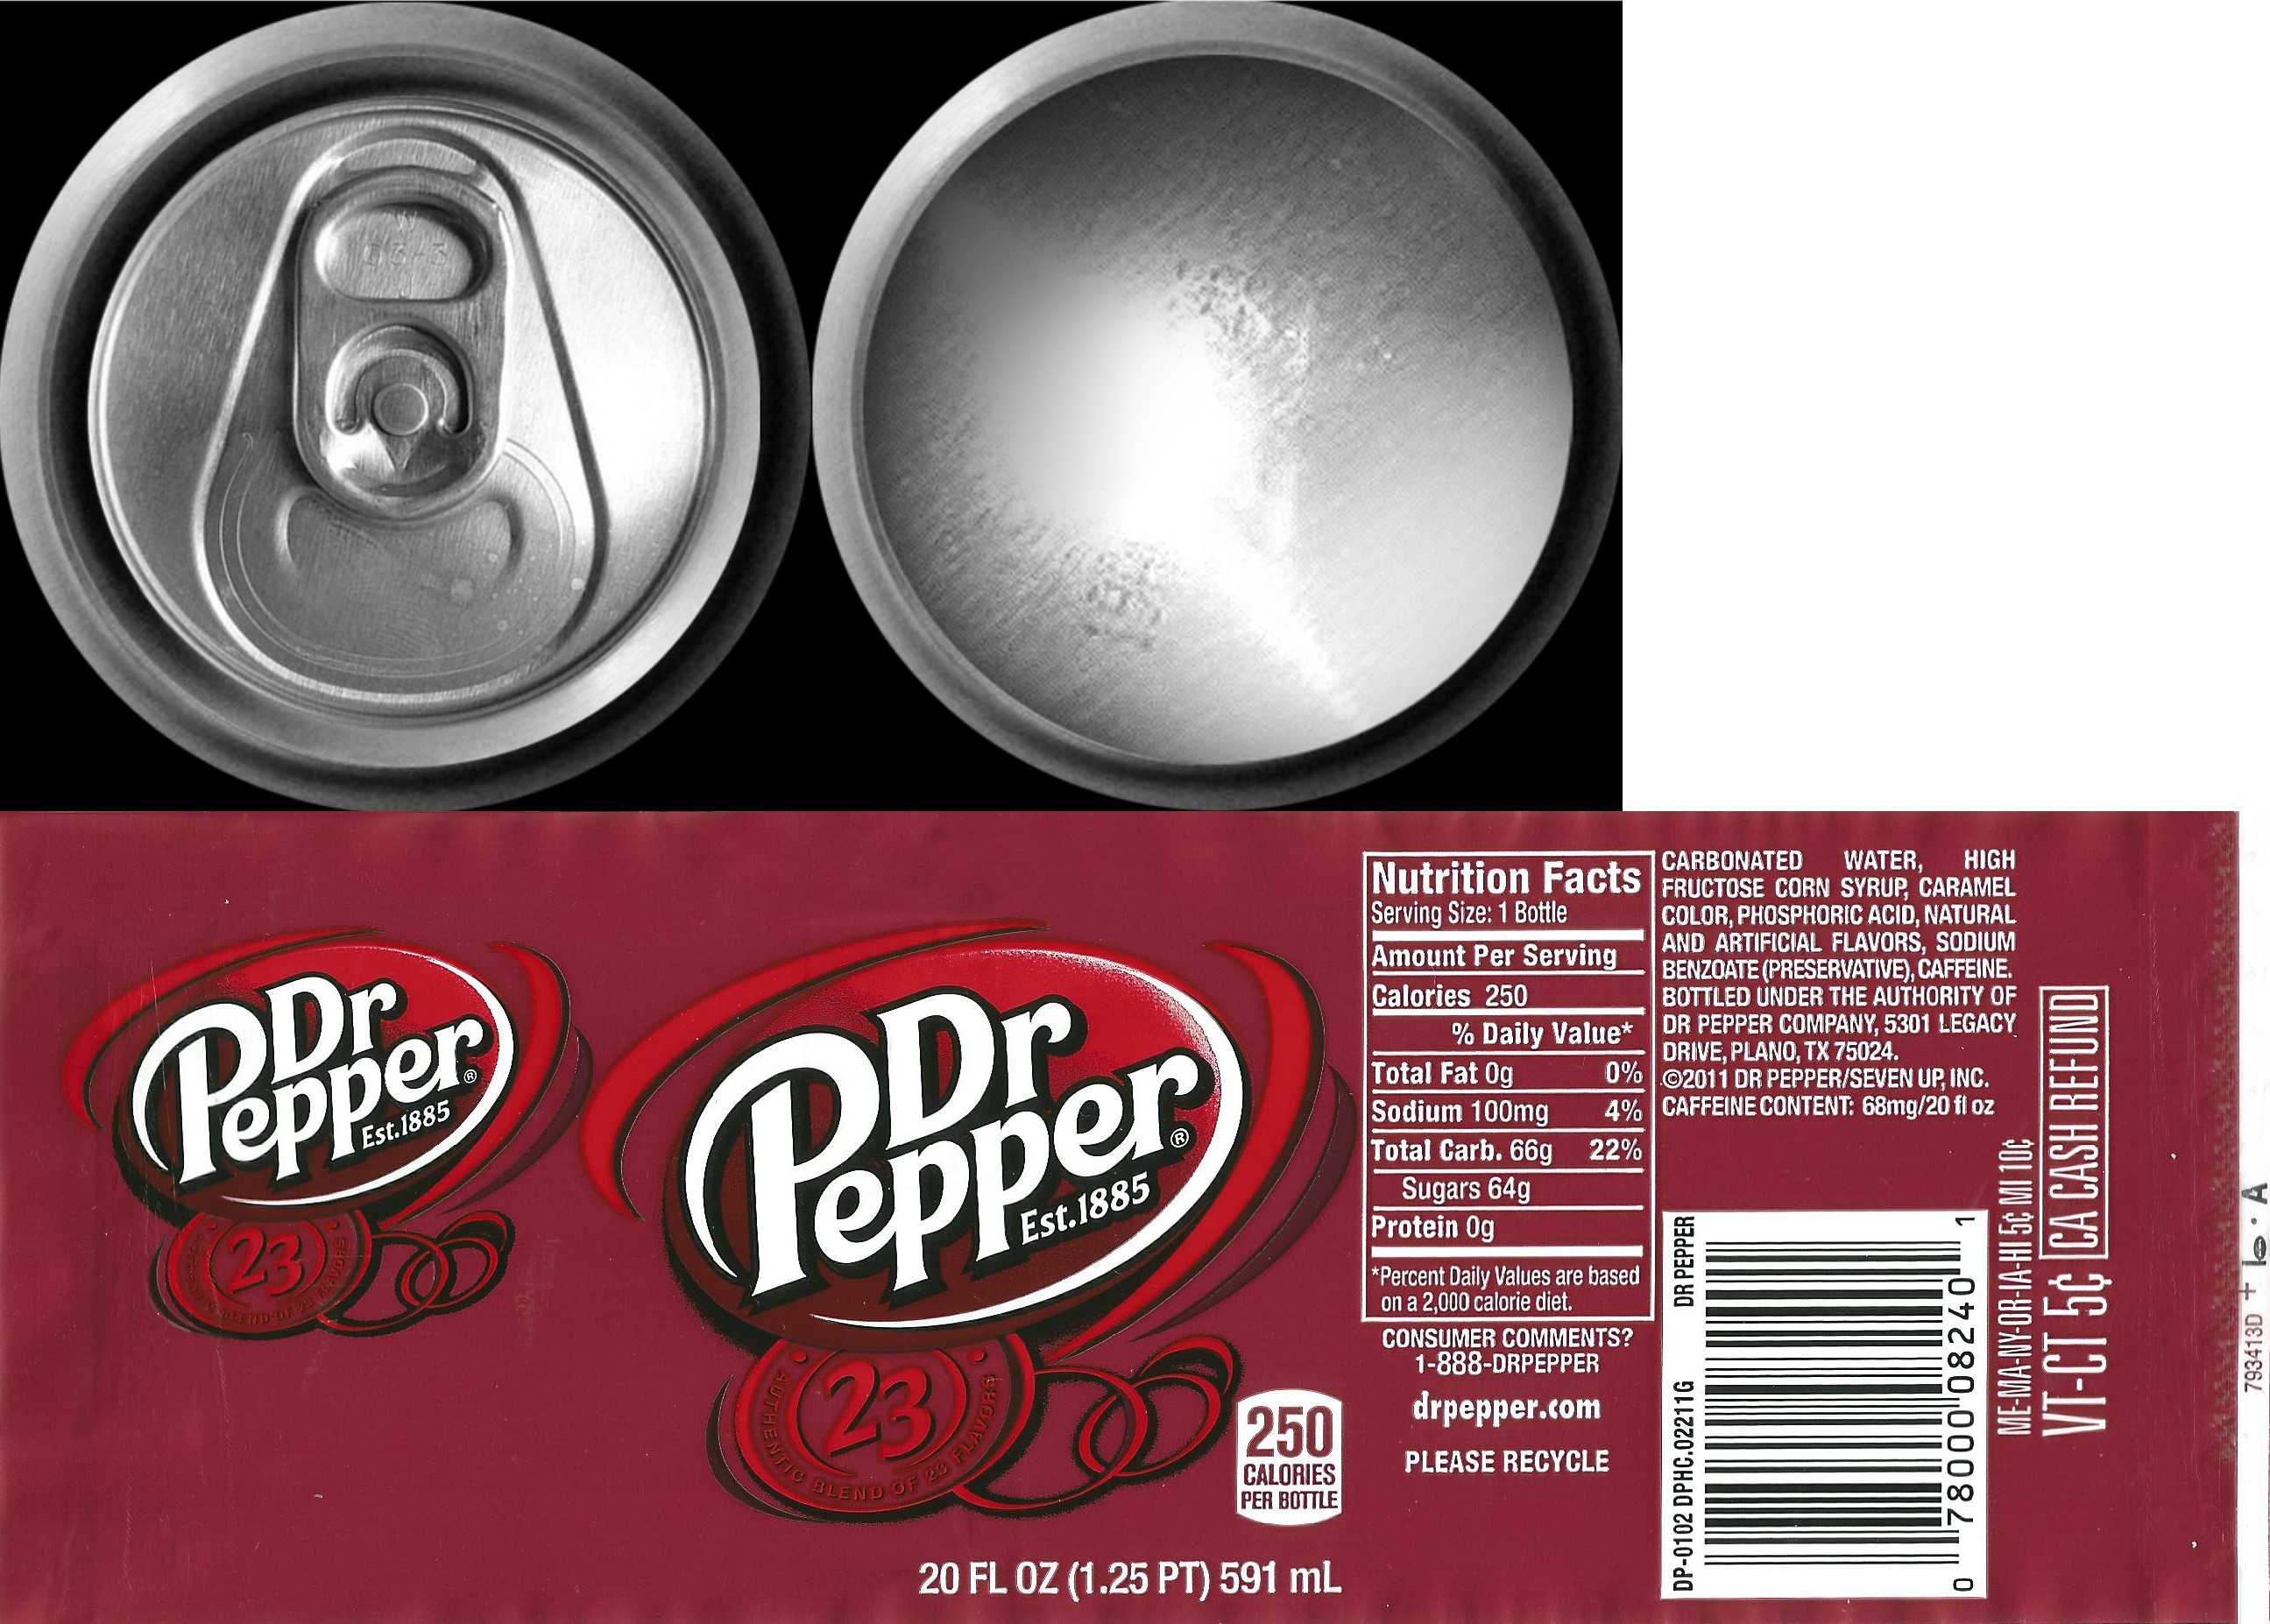 W
03-3
Dr
Pepper®
Est.1885
23
AUTHENTIC BLEND OF 23 FLAVORS
Dr
Pepper®
Est.1885
23
AUTHENTIC BLEND OF 23 FLAVORS
250
CALORIES
PER BOTTLE
20 FL OZ (1.25 PT) 591 mL
Nutrition Facts
Serving Size: 1 Bottle
Amount Per Serving
Calories 250
% Daily Value*
Total Fat 0g 0%
Sodium 100mg 4%
Total Carb. 66g 22%
Sugars 64g
Protein 0g
*Percent Daily Values are based
on a 2,000 calorie diet.
CONSUMER COMMENTS?
1-888-DRPEPPER
drpepper.com
PLEASE RECYCLE
CARBONATED WATER, HIGH
FRUCTOSE CORN SYRUP, CARAMEL
COLOR, PHOSPHORIC ACID, NATURAL
AND ARTIFICIAL FLAVORS, SODIUM
BENZOATE (PRESERVATIVE), CAFFEINE.
BOTTLED UNDER THE AUTHORITY OF
DR PEPPER COMPANY, 5301 LEGACY
DRIVE, PLANO, TX 75024.
©2011 DR PEPPER/SEVEN UP, INC.
CAFFEINE CONTENT: 68mg/20 fl oz
DP-0102 DPHC.02211G DR PEPPER
0 78000 08240 1
ME-MA-NY-OR-IA-HI 5¢ MI 10¢
VT-CT 5¢ CA CASH REFUND
793413D +
A